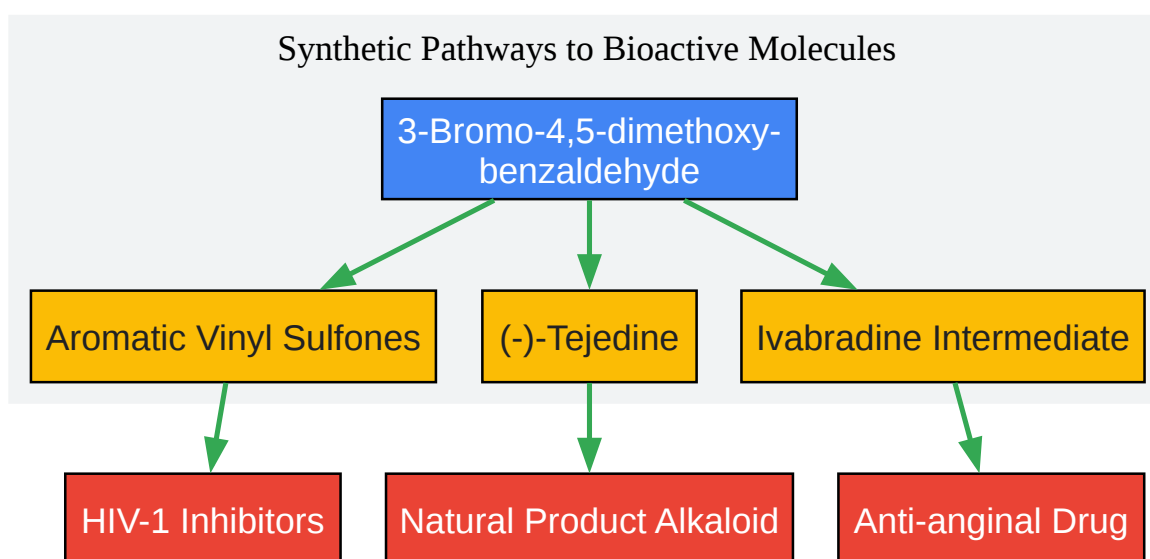 Synthetic Pathways to Bioactive Molecules
3-Bromo-4,5-dimethoxy-
benzaldehyde
Aromatic Vinyl Sulfones
(-)-Tejedine
Ivabradine Intermediate
HIV-1 Inhibitors
Natural Product Alkaloid
Anti-anginal Drug